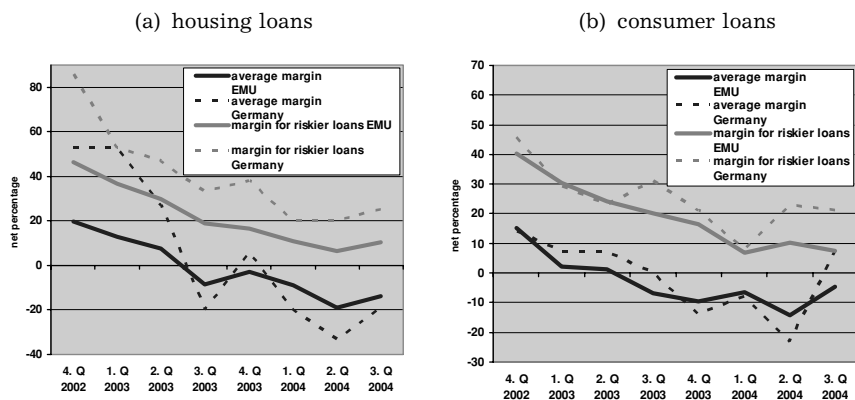 (a) housing loans
80
60
40
20
0
-20
-40
net percentage
average margin
EMU
average margin
Germany
margin for riskier loans EMU
margin for riskier loans
Germany
4. Q 1. Q 2. Q 3. Q 4. Q 1. Q 2. Q 3. Q
2002 2003 2003 2003 2003 2004 2004 2004
(b) consumer loans
70
60
50
40
30
20
10
0
-10
-20
-30
net percentage
average margin
EMU
average margin
Germany
margin for riskier loans
EMU
margin for riskier loans
Germany
4. Q 1. Q 2. Q 3. Q 4. Q 1. Q 2. Q 3. Q
2002 2003 2003 2003 2003 2004 2004 2004